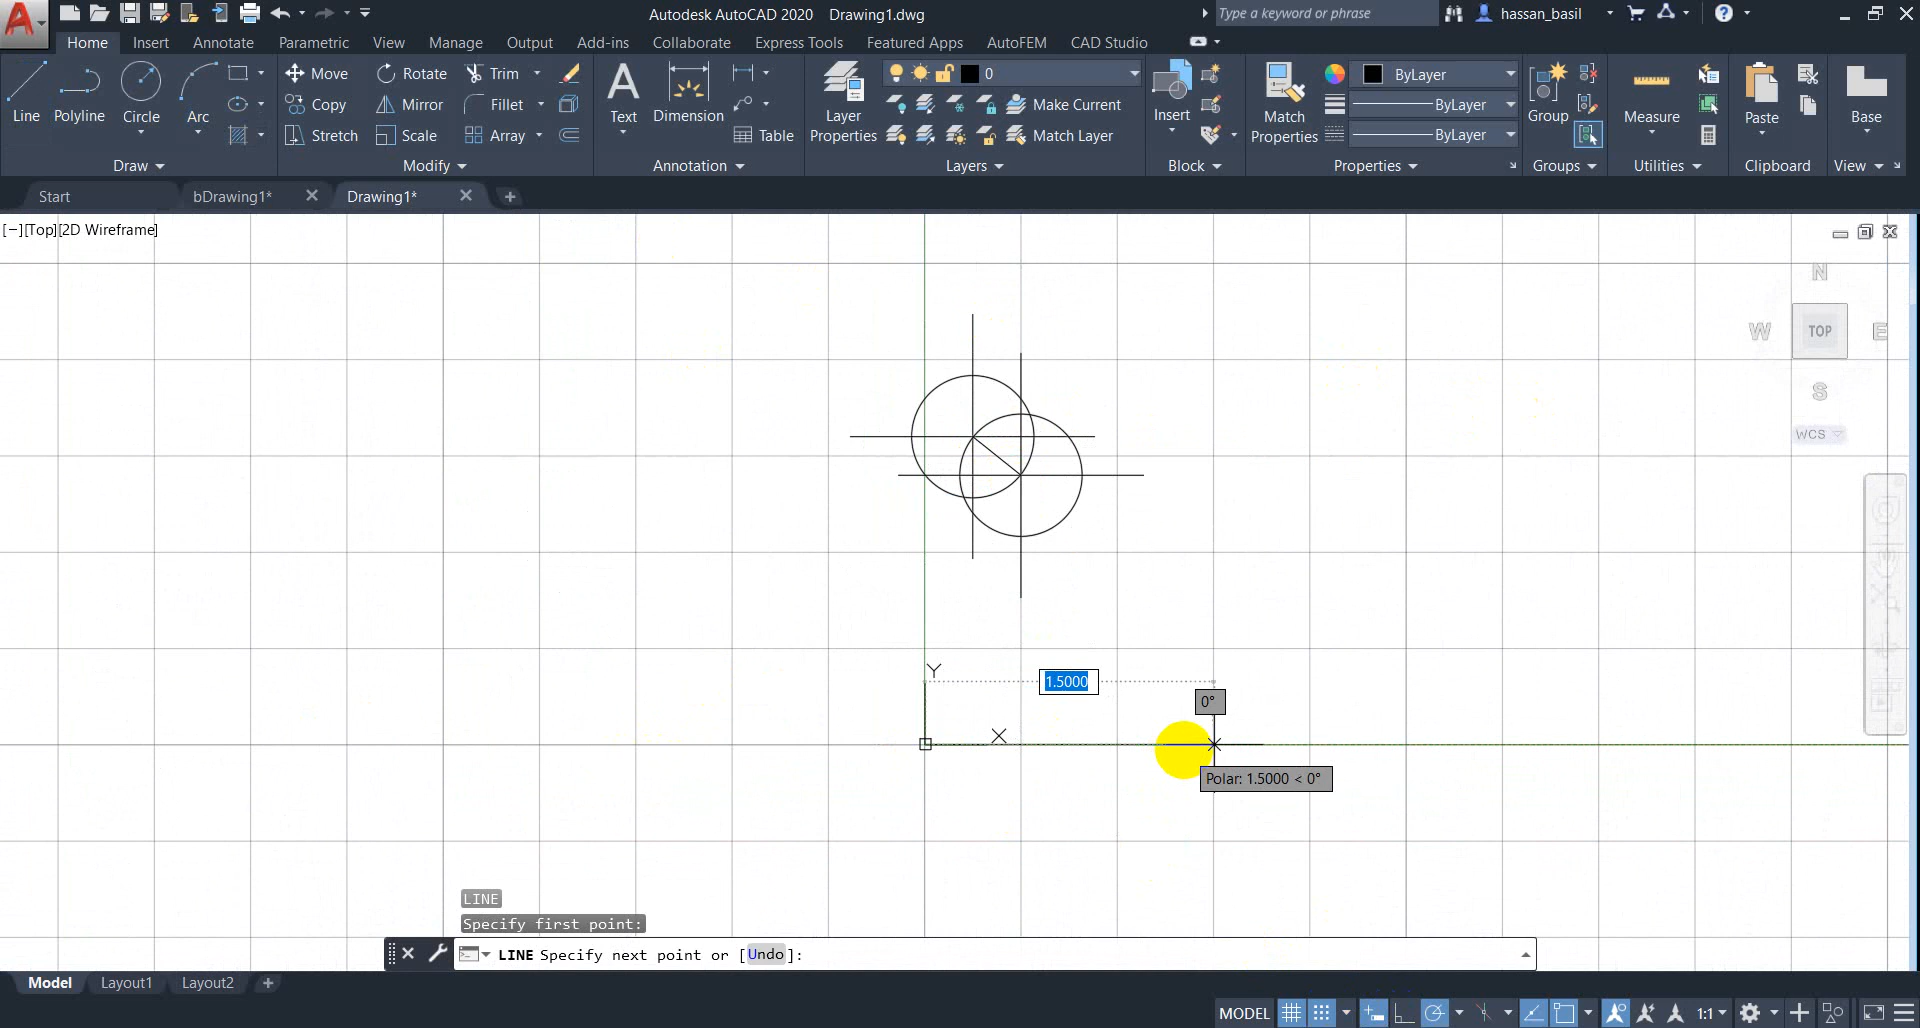 Autodesk AutoCAD 2020 Drawing1.dwg
Type a keyword or phrase
hassan_basil
Home Insert Annotate Parametric View Manage Output Add-ins Collaborate Express Tools Featured Apps AutoFEM CAD Studio
Line
Polyline
Circle
Arc
Move Rotate Trim
Copy Mirror Fillet
Stretch Scale Array
Text
Dimension
Table
Layer
Properties
0
Make Current
Match Layer
Insert
Match
Properties
ByLayer
ByLayer
ByLayer
Group
Measure
Paste
Base
Draw Modify Annotation Layers Block Properties Groups Utilities Clipboard View
Start bDrawing1* Drawing1*
[−][Top][2D Wireframe]
N
W TOP E
S
WCS
Y
1.5000
0°
X
Polar: 1.5000 < 0°
LINE
Specify first point:
LINE Specify next point or [Undo]:
Model Layout1 Layout2
MODEL 1:1